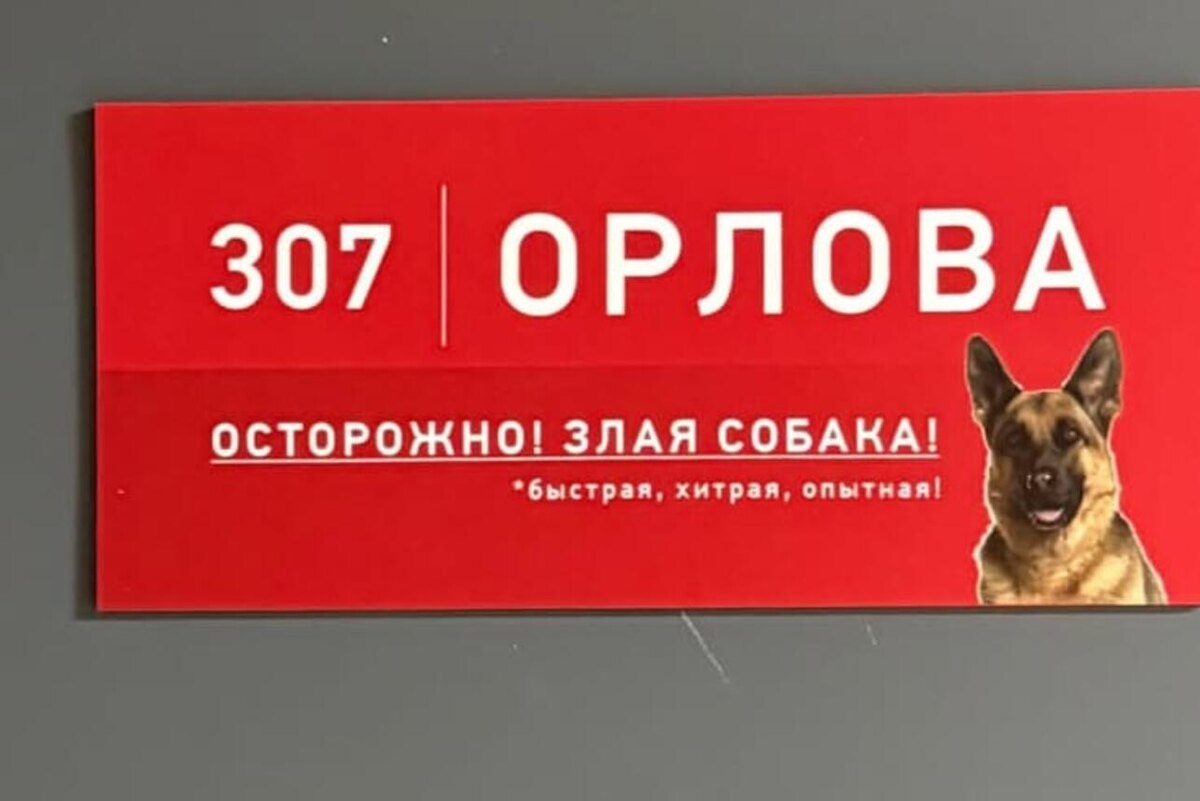 307 | ОРЛОВА
ОСТОРОЖНО! ЗЛАЯ СОБАКА!
*быстрая, хитрая, опытная!